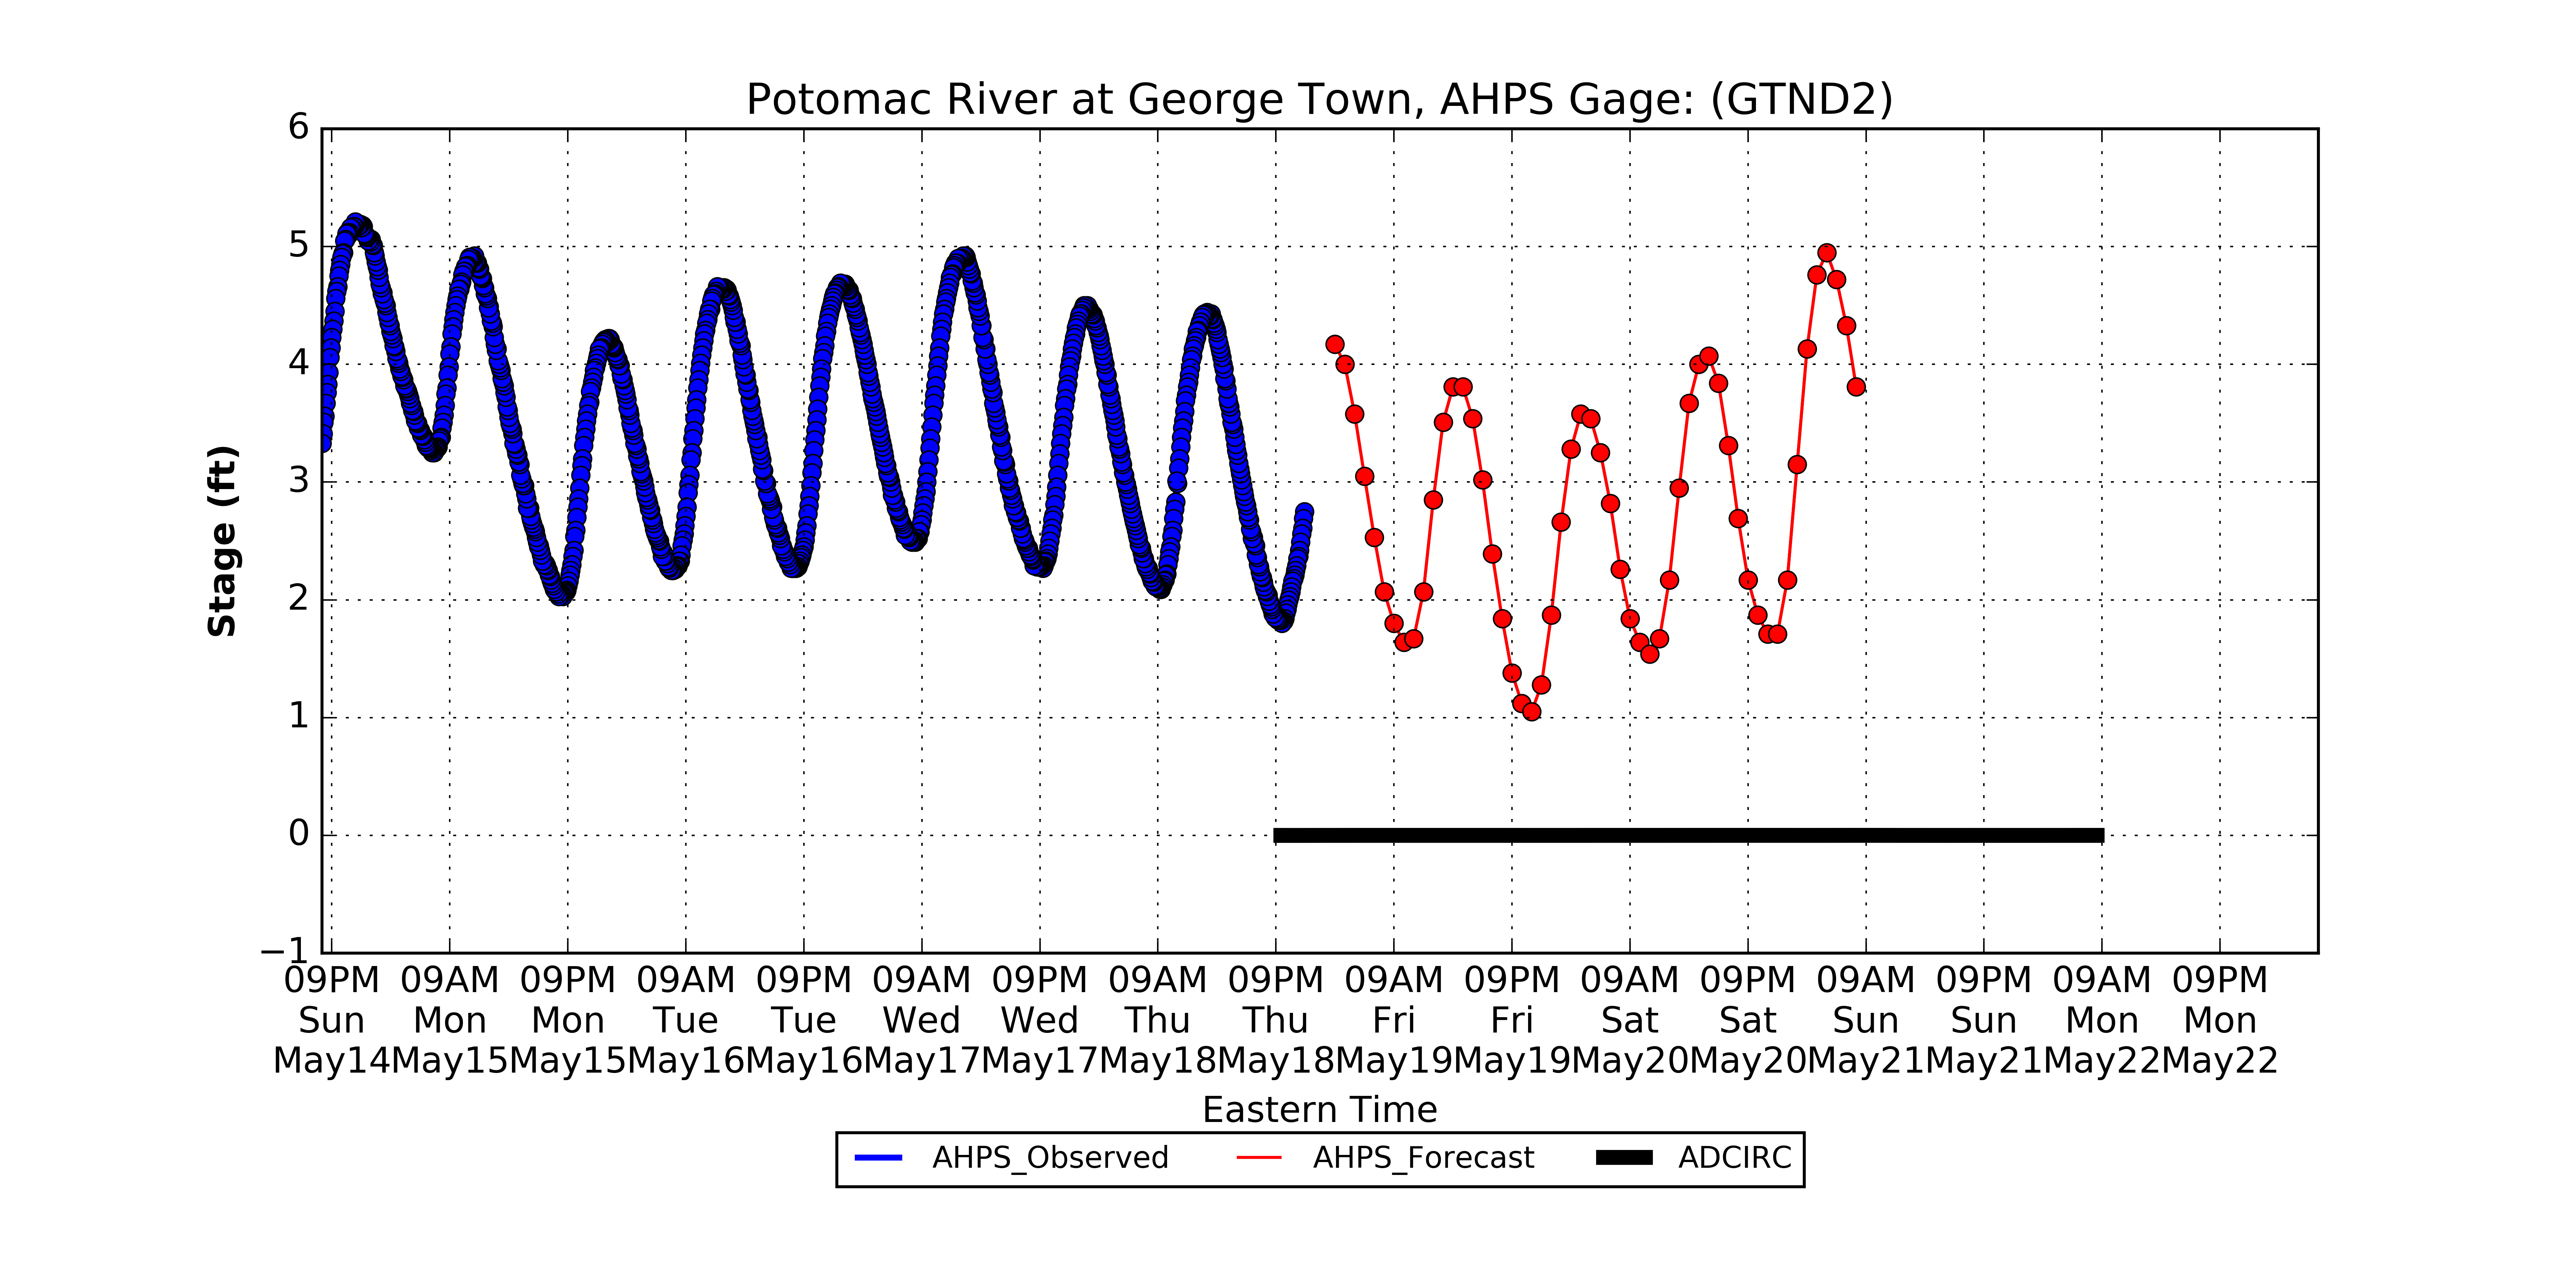 Potomac River at George Town, AHPS Gage: (GTND2)
6
5
4
3
2
1
0
−1
Stage (ft)
09PM 09AM 09PM 09AM 09PM 09AM 09PM 09AM 09PM 09AM 09PM 09AM 09PM 09AM 09PM 09AM 09PM
Sun Mon Mon Tue Tue Wed Wed Thu Thu Fri Fri Sat Sat Sun Sun Mon Mon
May14 May15 May15 May16 May16 May17 May17 May18 May18 May19 May19 May20 May20 May21 May21 May22 May22
Eastern Time
AHPS_Observed AHPS_Forecast ADCIRC